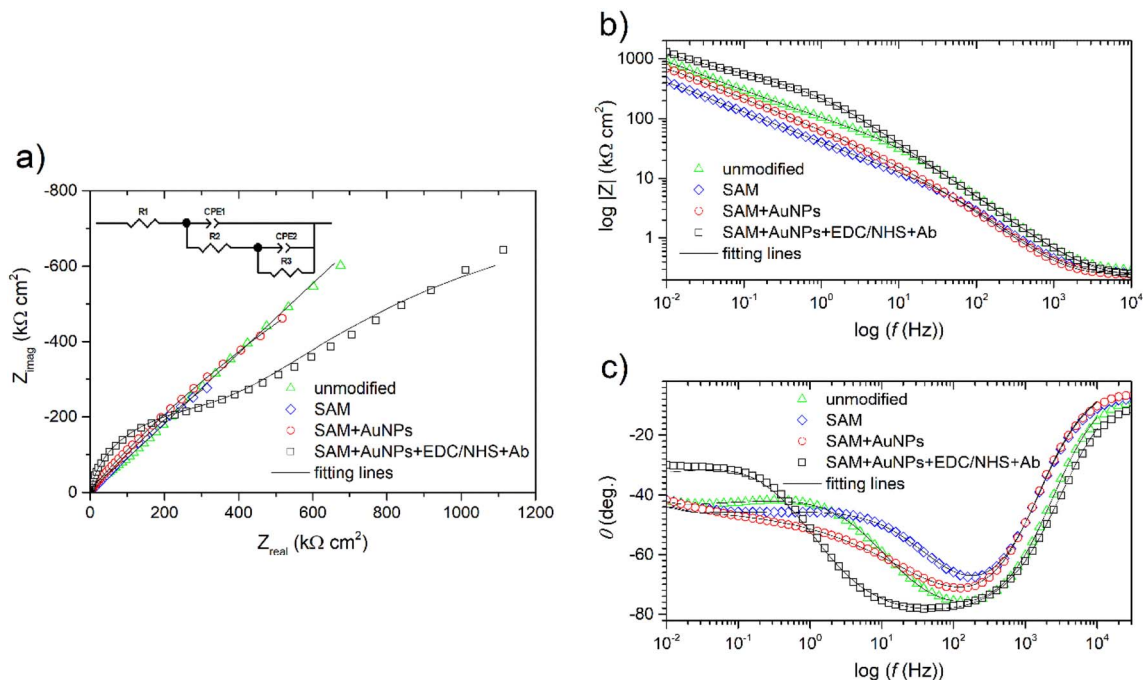 a)
-800
-600
-400
-200
0
Z_imag (kΩ cm²)
R1
CPE1
R2
CPE2
R3
unmodified
SAM
SAM+AuNPs
SAM+AuNPs+EDC/NHS+Ab
fitting lines
0 200 400 600 800 1000 1200
Z_real (kΩ cm²)
b)
1000
100
10
1
log |Z| (kΩ cm²)
unmodified
SAM
SAM+AuNPs
SAM+AuNPs+EDC/NHS+Ab
fitting lines
10⁻² 10⁻¹ 10⁰ 10¹ 10² 10³ 10⁴
log (f (Hz))
c)
-20
-40
-60
-80
θ (deg.)
unmodified
SAM
SAM+AuNPs
SAM+AuNPs+EDC/NHS+Ab
fitting lines
10⁻² 10⁻¹ 10⁰ 10¹ 10² 10³ 10⁴
log (f (Hz))